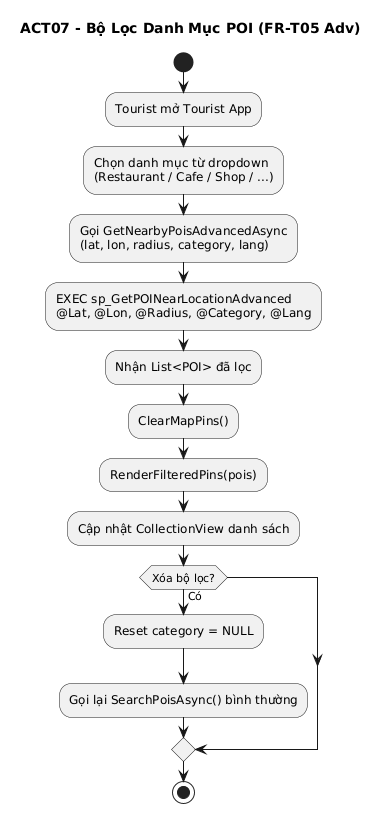 ACT07 - Bộ Lọc Danh Mục POI (FR-T05 Adv)
Tourist mở Tourist App
Chọn danh mục từ dropdown
(Restaurant / Cafe / Shop / ...)
Gọi GetNearbyPoisAdvancedAsync
(lat, lon, radius, category, lang)
EXEC sp_GetPOINearLocationAdvanced
@Lat, @Lon, @Radius, @Category, @Lang
Nhận List<POI> đã lọc
ClearMapPins()
RenderFilteredPins(pois)
Cập nhật CollectionView danh sách
Xóa bộ lọc?
Có
Reset category = NULL
Gọi lại SearchPoisAsync() bình thường